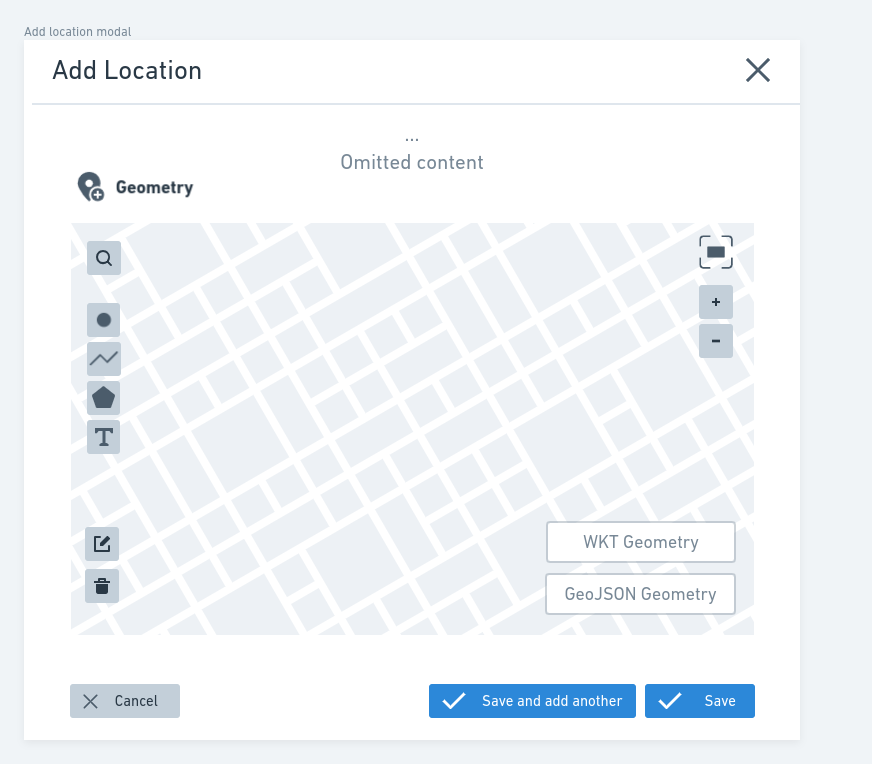 Add location modal
Add Location
...
Omitted content
Geometry
T
+
-
WKT Geometry
GeoJSON Geometry
Cancel
Save and add another
Save